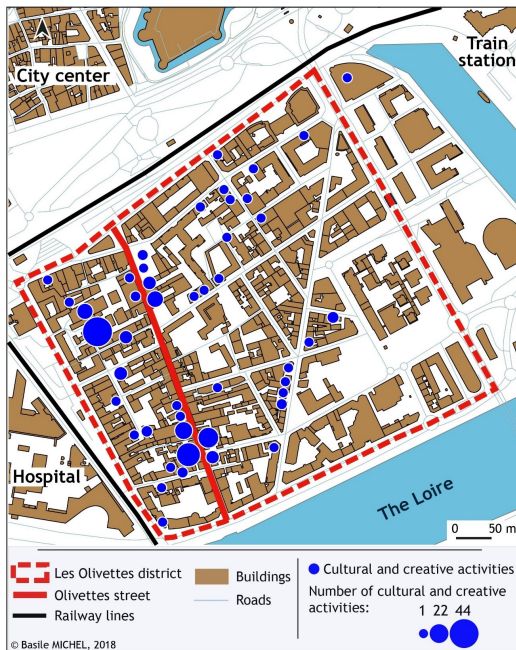 City center
Train
station
Hospital
The Loire
0 50 m
Les Olivettes district
Olivettes street
Railway lines
Buildings
Roads
Cultural and creative activities
Number of cultural and creative
activities:
1 22 44
© Basile MICHEL, 2018